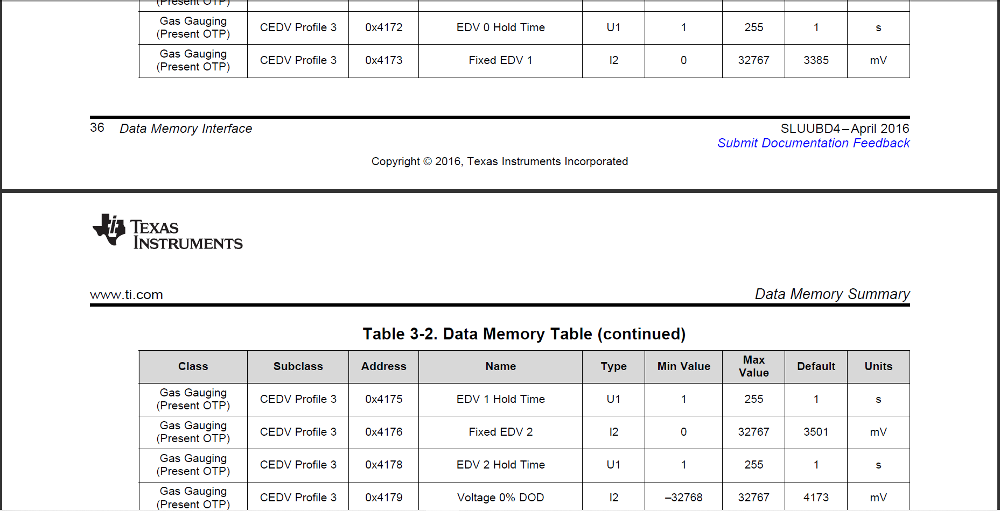 (Present OTP)
Gas Gauging (Present OTP) CEDV Profile 3 0x4172 EDV 0 Hold Time U1 1 255 1 s
Gas Gauging (Present OTP) CEDV Profile 3 0x4173 Fixed EDV 1 I2 0 32767 3385 mV
36 Data Memory Interface SLUUBD4–April 2016
Submit Documentation Feedback
Copyright © 2016, Texas Instruments Incorporated
TEXAS
INSTRUMENTS
www.ti.com Data Memory Summary
Table 3-2. Data Memory Table (continued)
Class Subclass Address Name Type Min Value Max Value Default Units
Gas Gauging (Present OTP) CEDV Profile 3 0x4175 EDV 1 Hold Time U1 1 255 1 s
Gas Gauging (Present OTP) CEDV Profile 3 0x4176 Fixed EDV 2 I2 0 32767 3501 mV
Gas Gauging (Present OTP) CEDV Profile 3 0x4178 EDV 2 Hold Time U1 1 255 1 s
Gas Gauging (Present OTP) CEDV Profile 3 0x4179 Voltage 0% DOD I2 –32768 32767 4173 mV